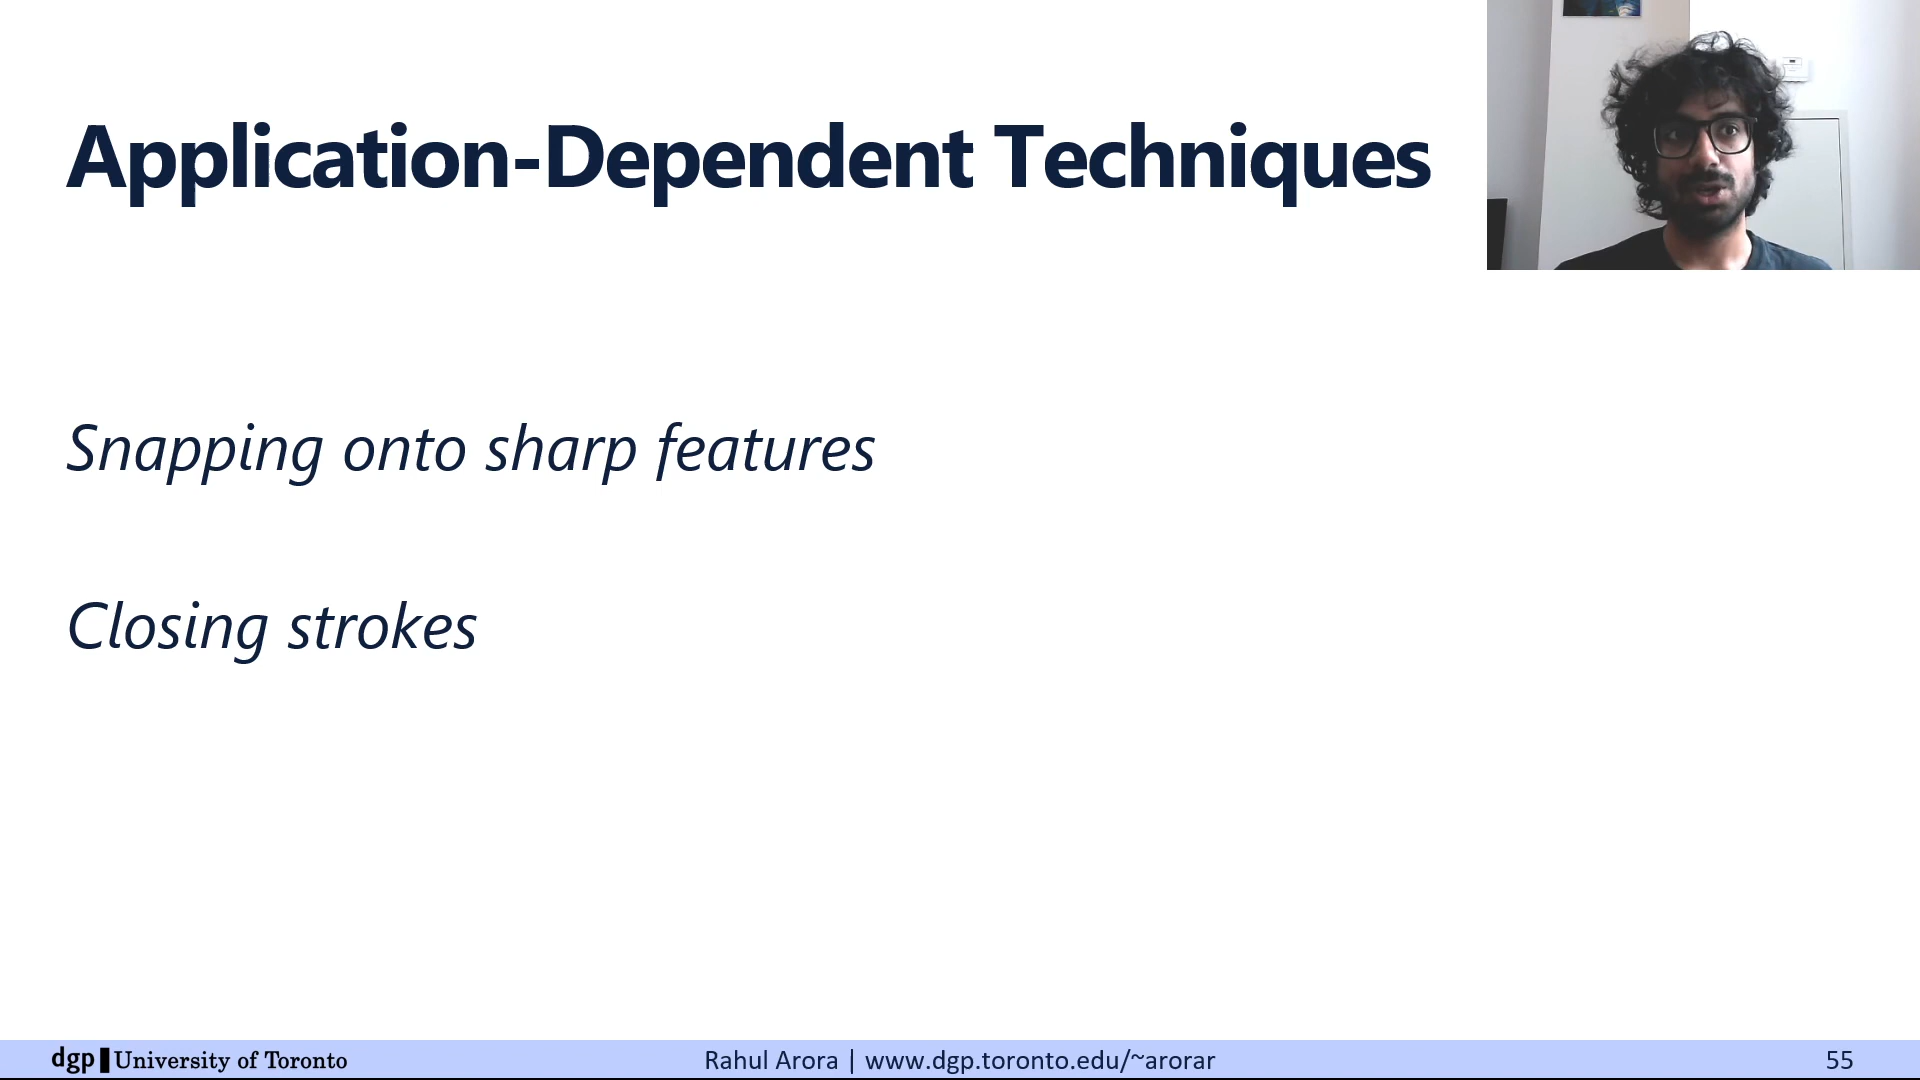 Application-Dependent Techniques
Snapping onto sharp features
Closing strokes
dgp University of Toronto
Rahul Arora | www.dgp.toronto.edu/~arorar
55